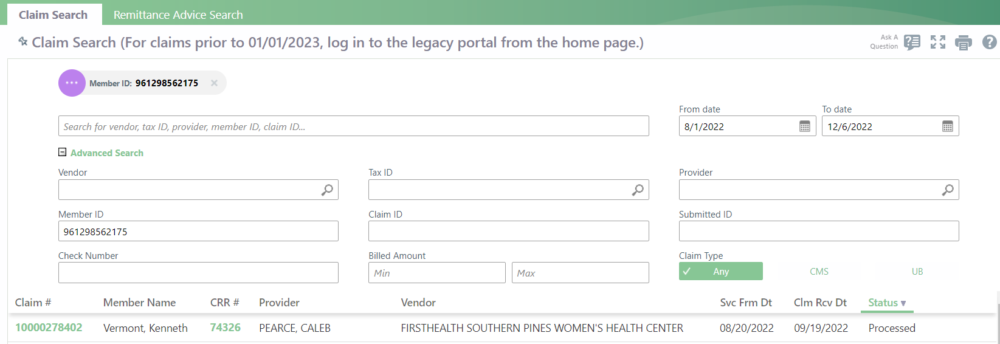 Claim Search
Remittance Advice Search
Claim Search (For claims prior to 01/01/2023, log in to the legacy portal from the home page.)
Ask A
Question
Member ID: 961298562175
From date
To date
Search for vendor, tax ID, provider, member ID, claim ID...
8/1/2022
12/6/2022
Advanced Search
Vendor
Tax ID
Provider
Member ID
Claim ID
Submitted ID
961298562175
Check Number
Billed Amount
Claim Type
Min
Max
Any
CMS
UB
Claim # Member Name CRR # Provider Vendor Svc Frm Dt Clm Rcv Dt Status
10000278402 Vermont, Kenneth 74326 PEARCE, CALEB FIRSTHEALTH SOUTHERN PINES WOMEN'S HEALTH CENTER 08/20/2022 09/19/2022 Processed